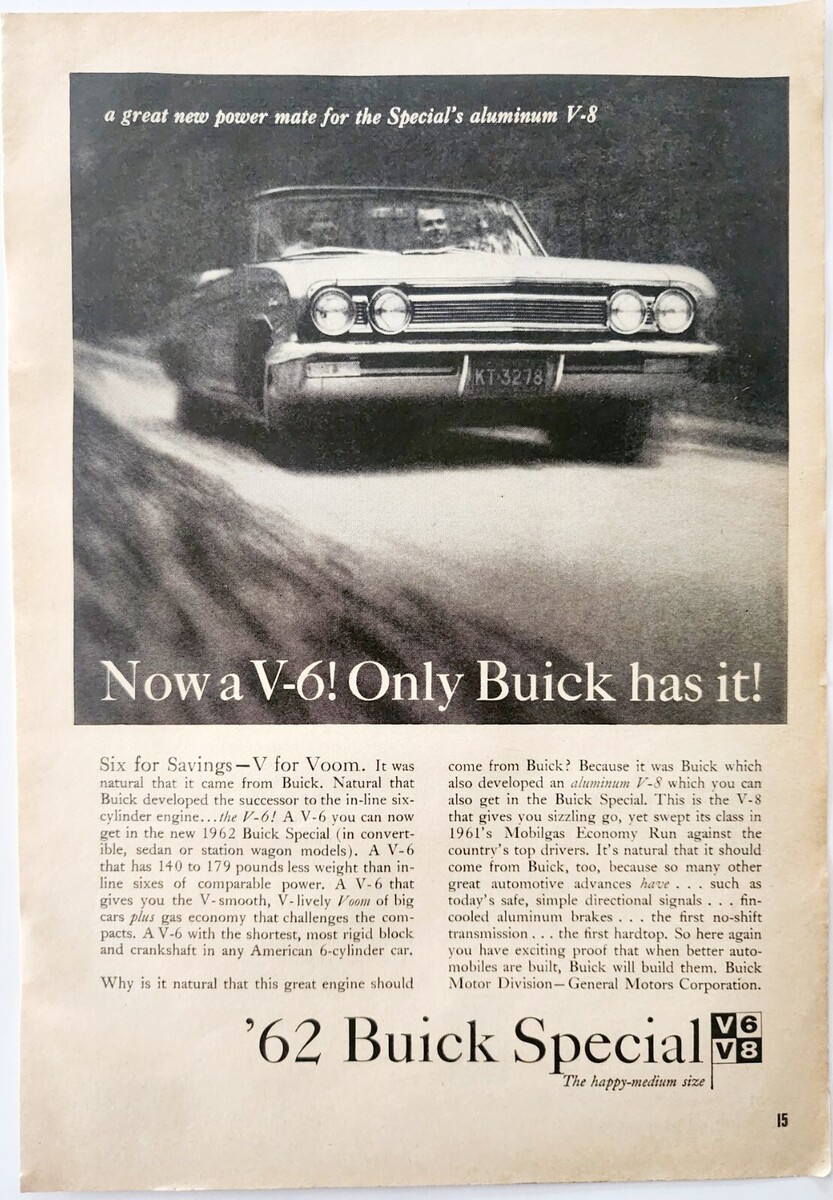 a great new power mate for the Special's aluminum V-8
KT·3278
Now a V-6! Only Buick has it!
Six for Savings—V for Voom. It was
natural that it came from Buick. Natural that
Buick developed the successor to the in-line six-
cylinder engine...the V-6! A V-6 you can now
get in the new 1962 Buick Special (in convert-
ible, sedan or station wagon models). A V-6
that has 140 to 179 pounds less weight than in-
line sixes of comparable power. A V-6 that
gives you the V-smooth, V-lively Voom of big
cars plus gas economy that challenges the com-
pacts. A V-6 with the shortest, most rigid block
and crankshaft in any American 6-cylinder car.
Why is it natural that this great engine should
come from Buick? Because it was Buick which
also developed an aluminum V-8 which you can
also get in the Buick Special. This is the V-8
that gives you sizzling go, yet swept its class in
1961's Mobilgas Economy Run against the
country's top drivers. It's natural that it should
come from Buick, too, because so many other
great automotive advances have . . . such as
today's safe, simple directional signals . . . fin-
cooled aluminum brakes . . . the first no-shift
transmission . . . the first hardtop. So here again
you have exciting proof that when better auto-
mobiles are built, Buick will build them. Buick
Motor Division—General Motors Corporation.
'62 Buick Special
V6
V8
The happy-medium size
15